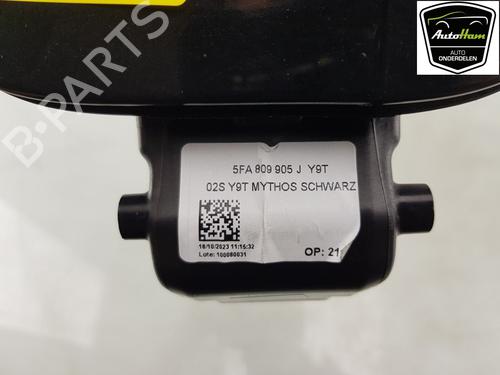 AutoHam
AUTO
ONDERDELEN
B-PARTS
5FA 809 905 J Y9T
02S Y9T MYTHOS SCHWARZ
18/10/2023 11:15:32
Lote: 100080031
OP: 21